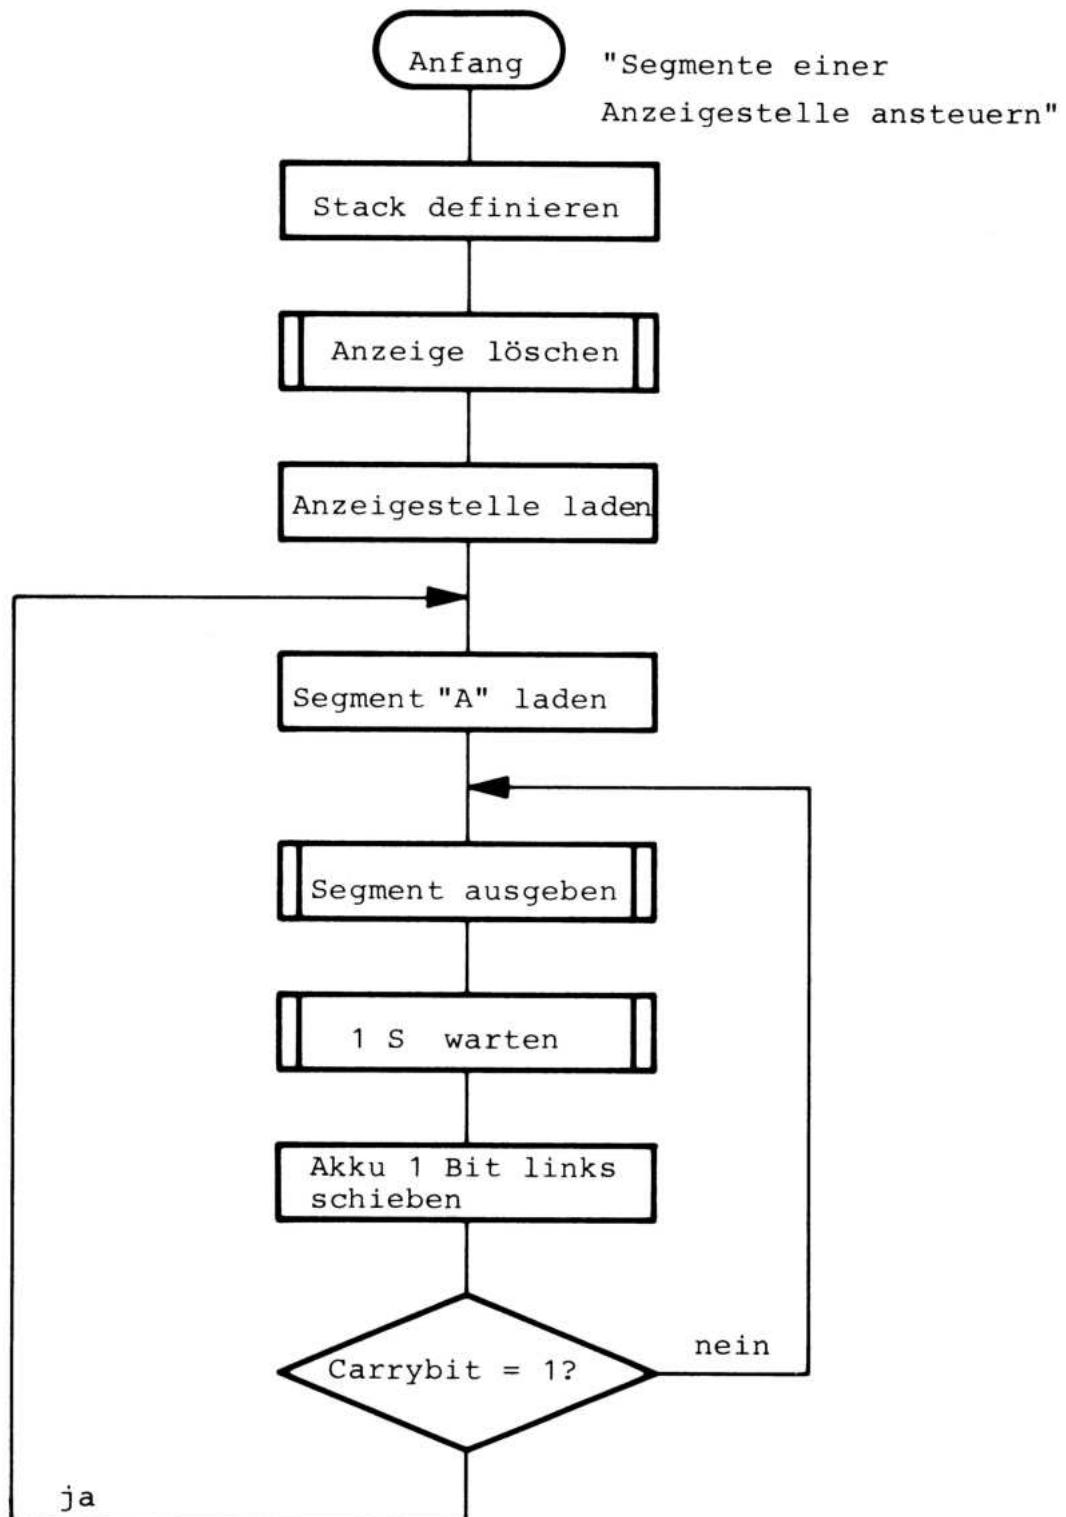 Anfang
"Segmente einer
Anzeigestelle ansteuern"
Stack definieren
Anzeige löschen
Anzeigestelle laden
Segment "A" laden
Segment ausgeben
1 S warten
Akku 1 Bit links
schieben
Carrybit = 1?
nein
ja